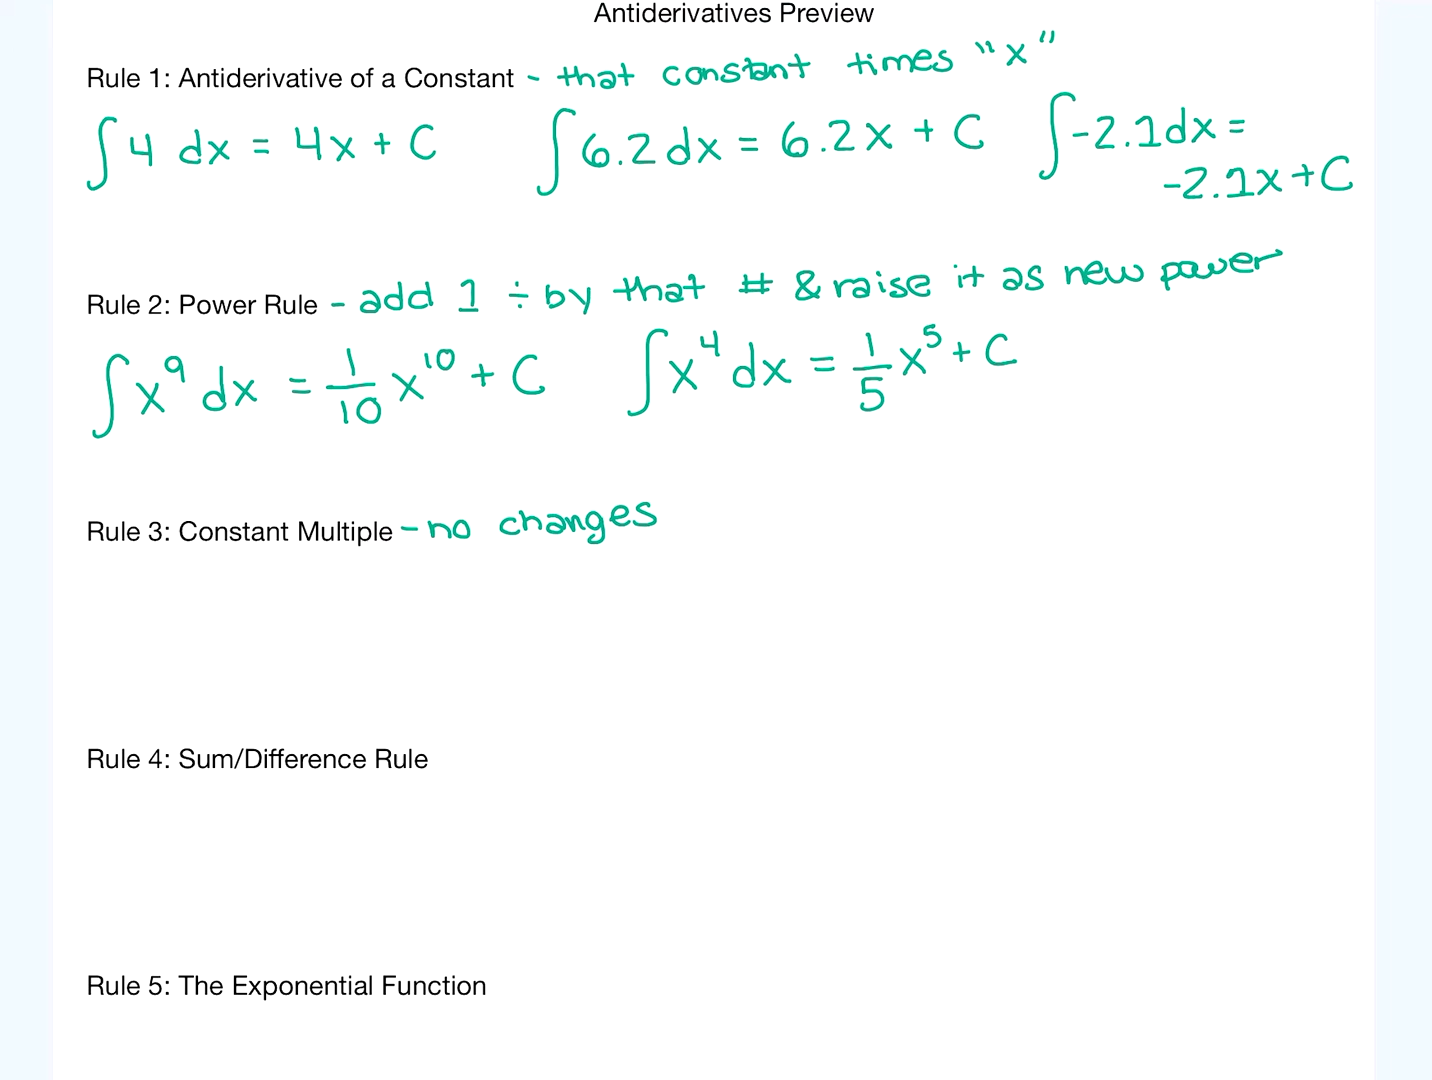 Antiderivatives Preview
Rule 1: Antiderivative of a Constant - that constant times "x"
∫4 dx = 4x + C ∫6.2 dx = 6.2x + C ∫-2.1dx =
-2.1x + C
Rule 2: Power Rule - add 1 ÷ by that # & raise it as new power
∫x⁹ dx = 1/10 x¹⁰ + C ∫x⁴ dx = 1/5 x⁵ + C
Rule 3: Constant Multiple - no changes
Rule 4: Sum/Difference Rule
Rule 5: The Exponential Function